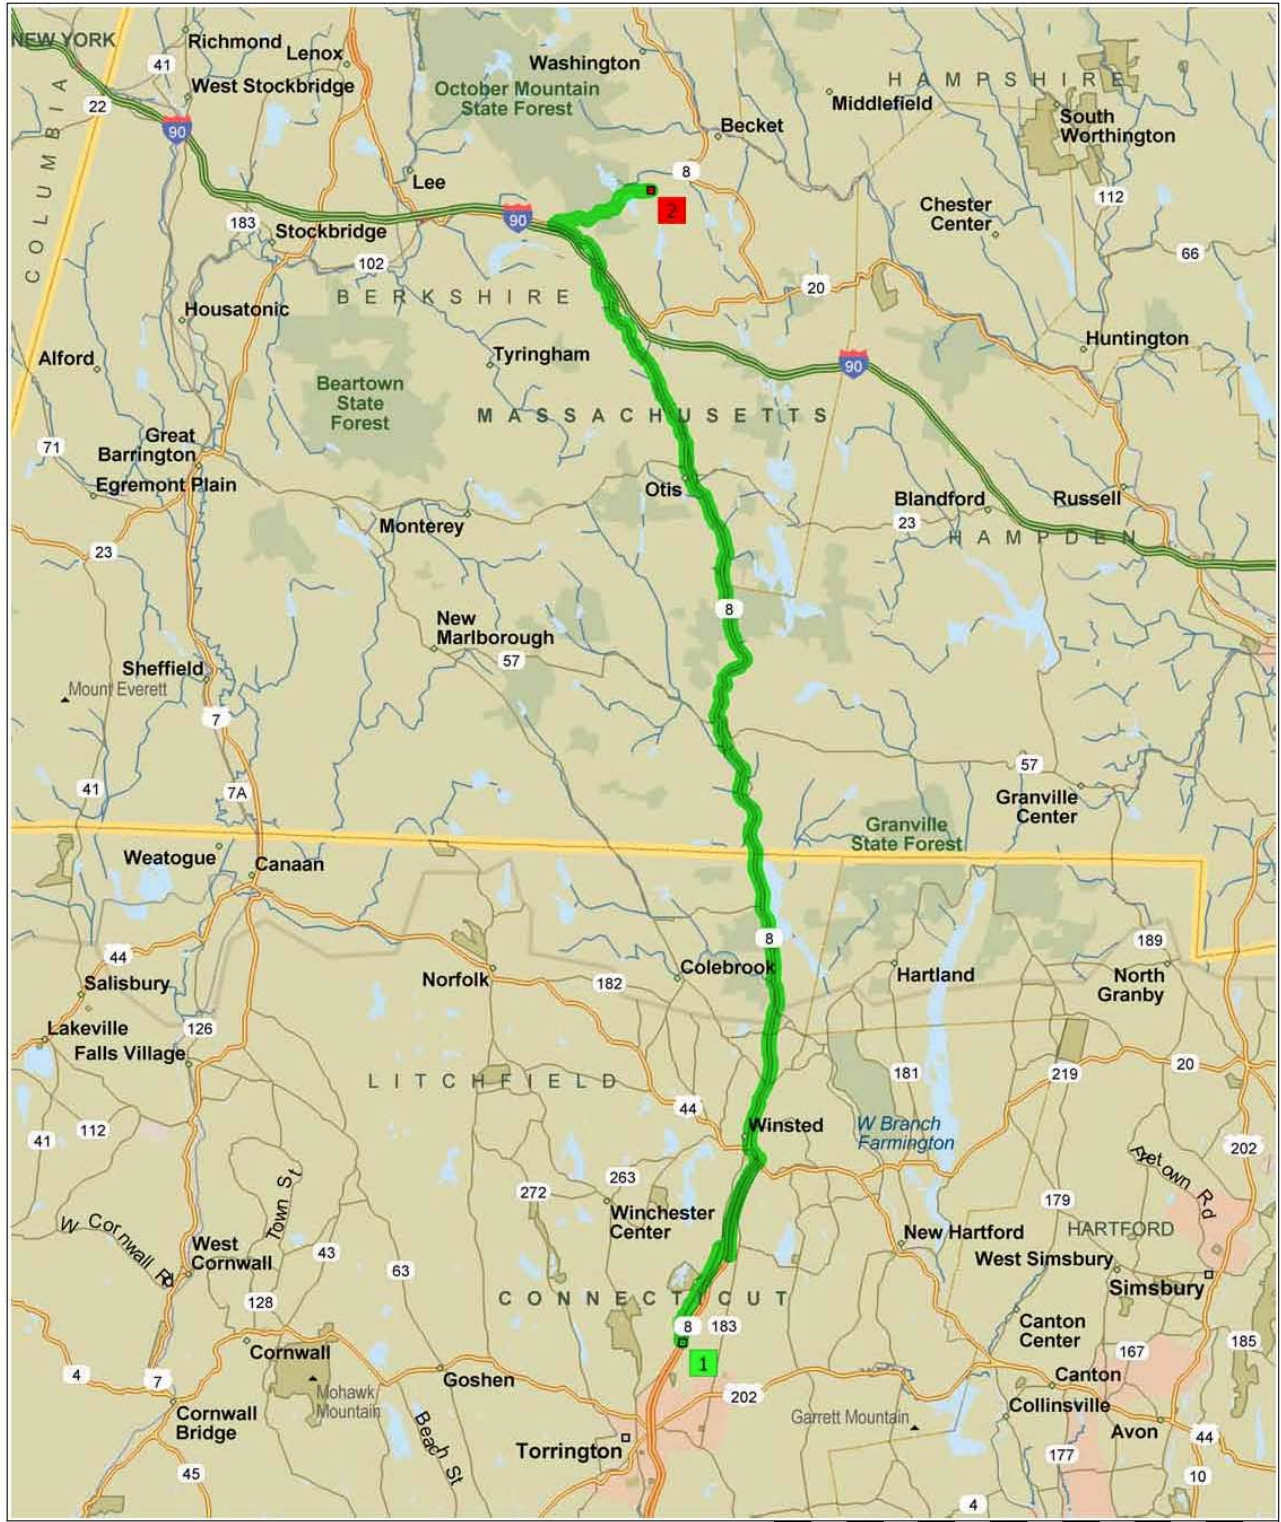 NEW YORK
Richmond
Lenox
Washington
41
West Stockbridge
October Mountain
State Forest
HAMPSHIRE
Middlefield
22
90
Becket
South
Worthington
COLUMBIA
Lee
8
2
112
183
Stockbridge
90
Chester
Center
102
66
BERKSHIRE
20
Housatonic
Huntington
Alford
Tyringham
90
Beartown
State
Forest
MASSACHUSETTS
71
Great
Barrington
Egremont Plain
Otis
Blandford
Russell
Monterey
23
23
HAMPDEN
8
New
Marlborough
57
Sheffield
Mount Everett
7
57
41
7A
Granville
Center
Granville
State Forest
Weatogue
Canaan
8
189
44
Salisbury
Norfolk
182
Colebrook
Hartland
North
Granby
Lakeville
126
Falls Village
LITCHFIELD
181
219
20
44
41
112
Winsted
W Branch
Farmington
202
Fyetown Rd
263
272
179
Town St
W Cornwall Rd
Winchester
Center
HARTFORD
New Hartford
West
Cornwall
43
63
West Simsbury
Simsbury
128
CONNECTICUT
8
183
Canton
Center
185
Cornwall
1
167
4
7
Goshen
202
Canton
Mohawk
Mountain
Collinsville
Cornwall
Bridge
Beach St
Garrett Mountain
Avon
44
Torrington
177
45
10
4